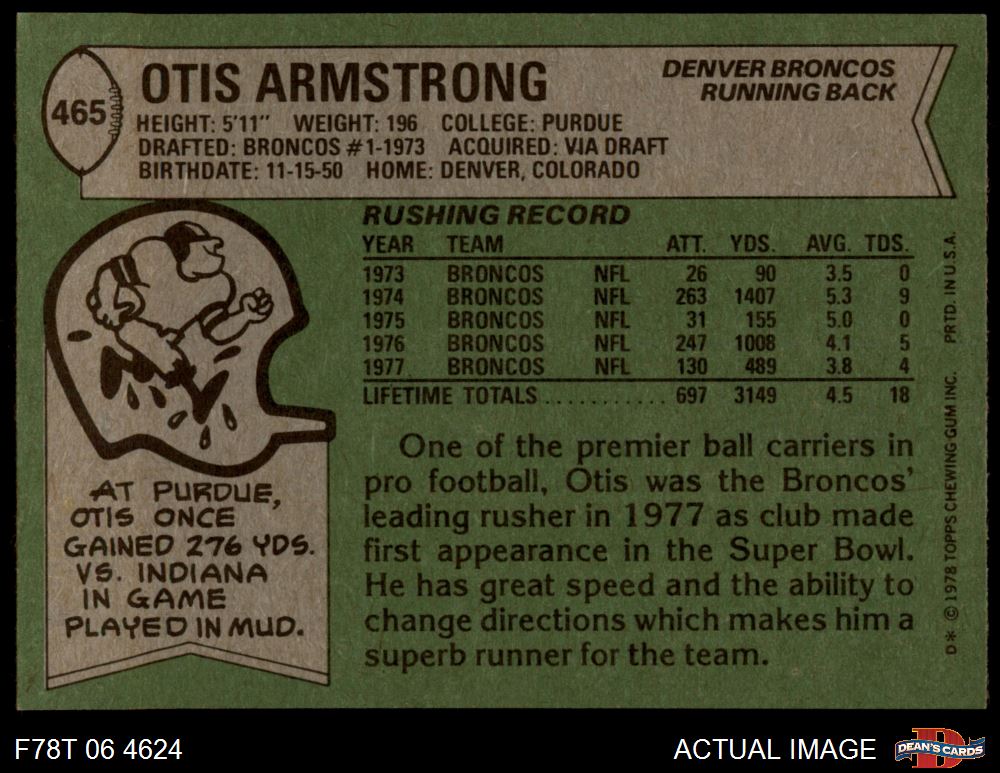 465
OTIS ARMSTRONG
DENVER BRONCOS
RUNNING BACK
HEIGHT: 5'11" WEIGHT: 196 COLLEGE: PURDUE
DRAFTED: BRONCOS #1-1973 ACQUIRED: VIA DRAFT
BIRTHDATE: 11-15-50 HOME: DENVER, COLORADO
RUSHING RECORD
YEAR TEAM ATT. YDS. AVG. TDS.
1973 BRONCOS NFL 26 90 3.5 0
1974 BRONCOS NFL 263 1407 5.3 9
1975 BRONCOS NFL 31 155 5.0 0
1976 BRONCOS NFL 247 1008 4.1 5
1977 BRONCOS NFL 130 489 3.8 4
LIFETIME TOTALS ........... 697 3149 4.5 18
One of the premier ball carriers in
pro football, Otis was the Broncos'
leading rusher in 1977 as club made
first appearance in the Super Bowl.
He has great speed and the ability to
change directions which makes him a
superb runner for the team.
AT PURDUE,
OTIS ONCE
GAINED 276 YDS.
VS. INDIANA
IN GAME
PLAYED IN MUD.
D* © 1978 TOPPS CHEWING GUM INC. PRTD. IN U.S.A.
F78T 06 4624
ACTUAL IMAGE
D
DEAN'S CARDS